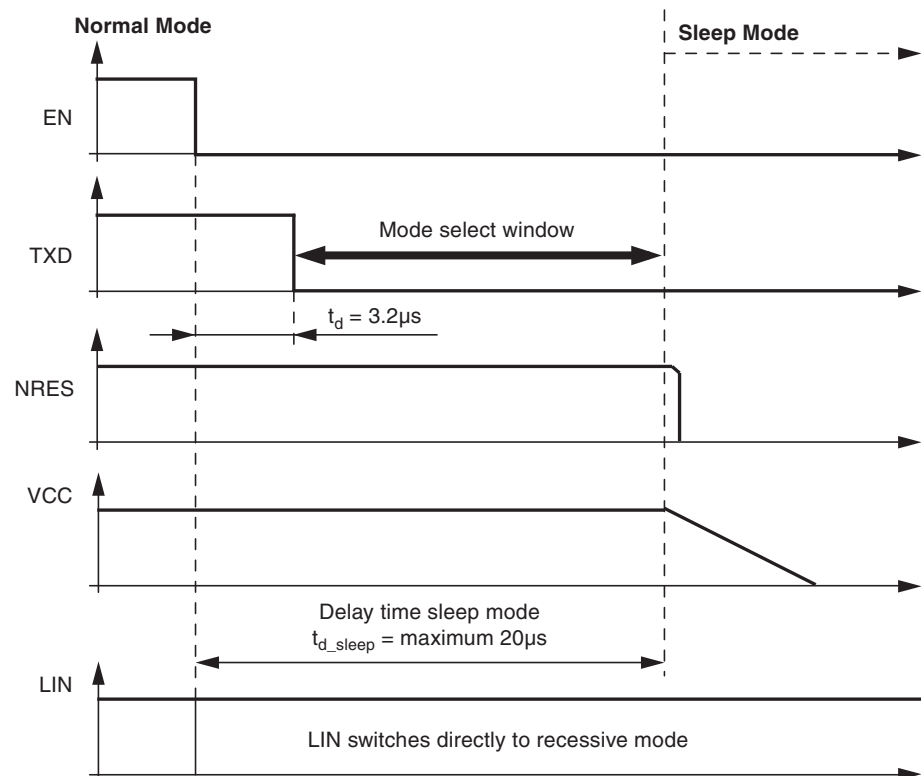 Normal Mode
Sleep Mode
EN
TXD
Mode select window
t_d = 3.2µs
NRES
VCC
Delay time sleep mode
t_d_sleep = maximum 20µs
LIN
LIN switches directly to recessive mode